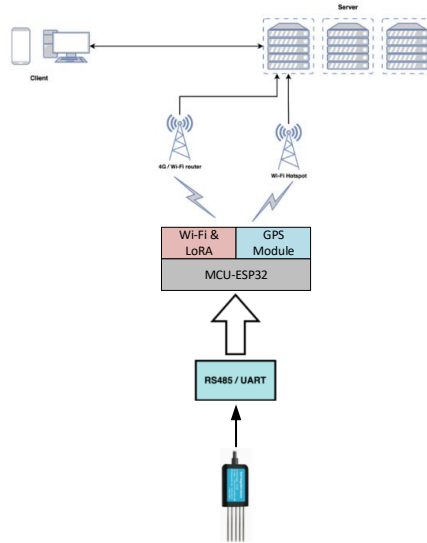 Server
Client
4G / Wi-Fi router
Wi-Fi Hotspot
Wi-Fi &
LoRA
GPS
Module
MCU-ESP32
RS485 / UART